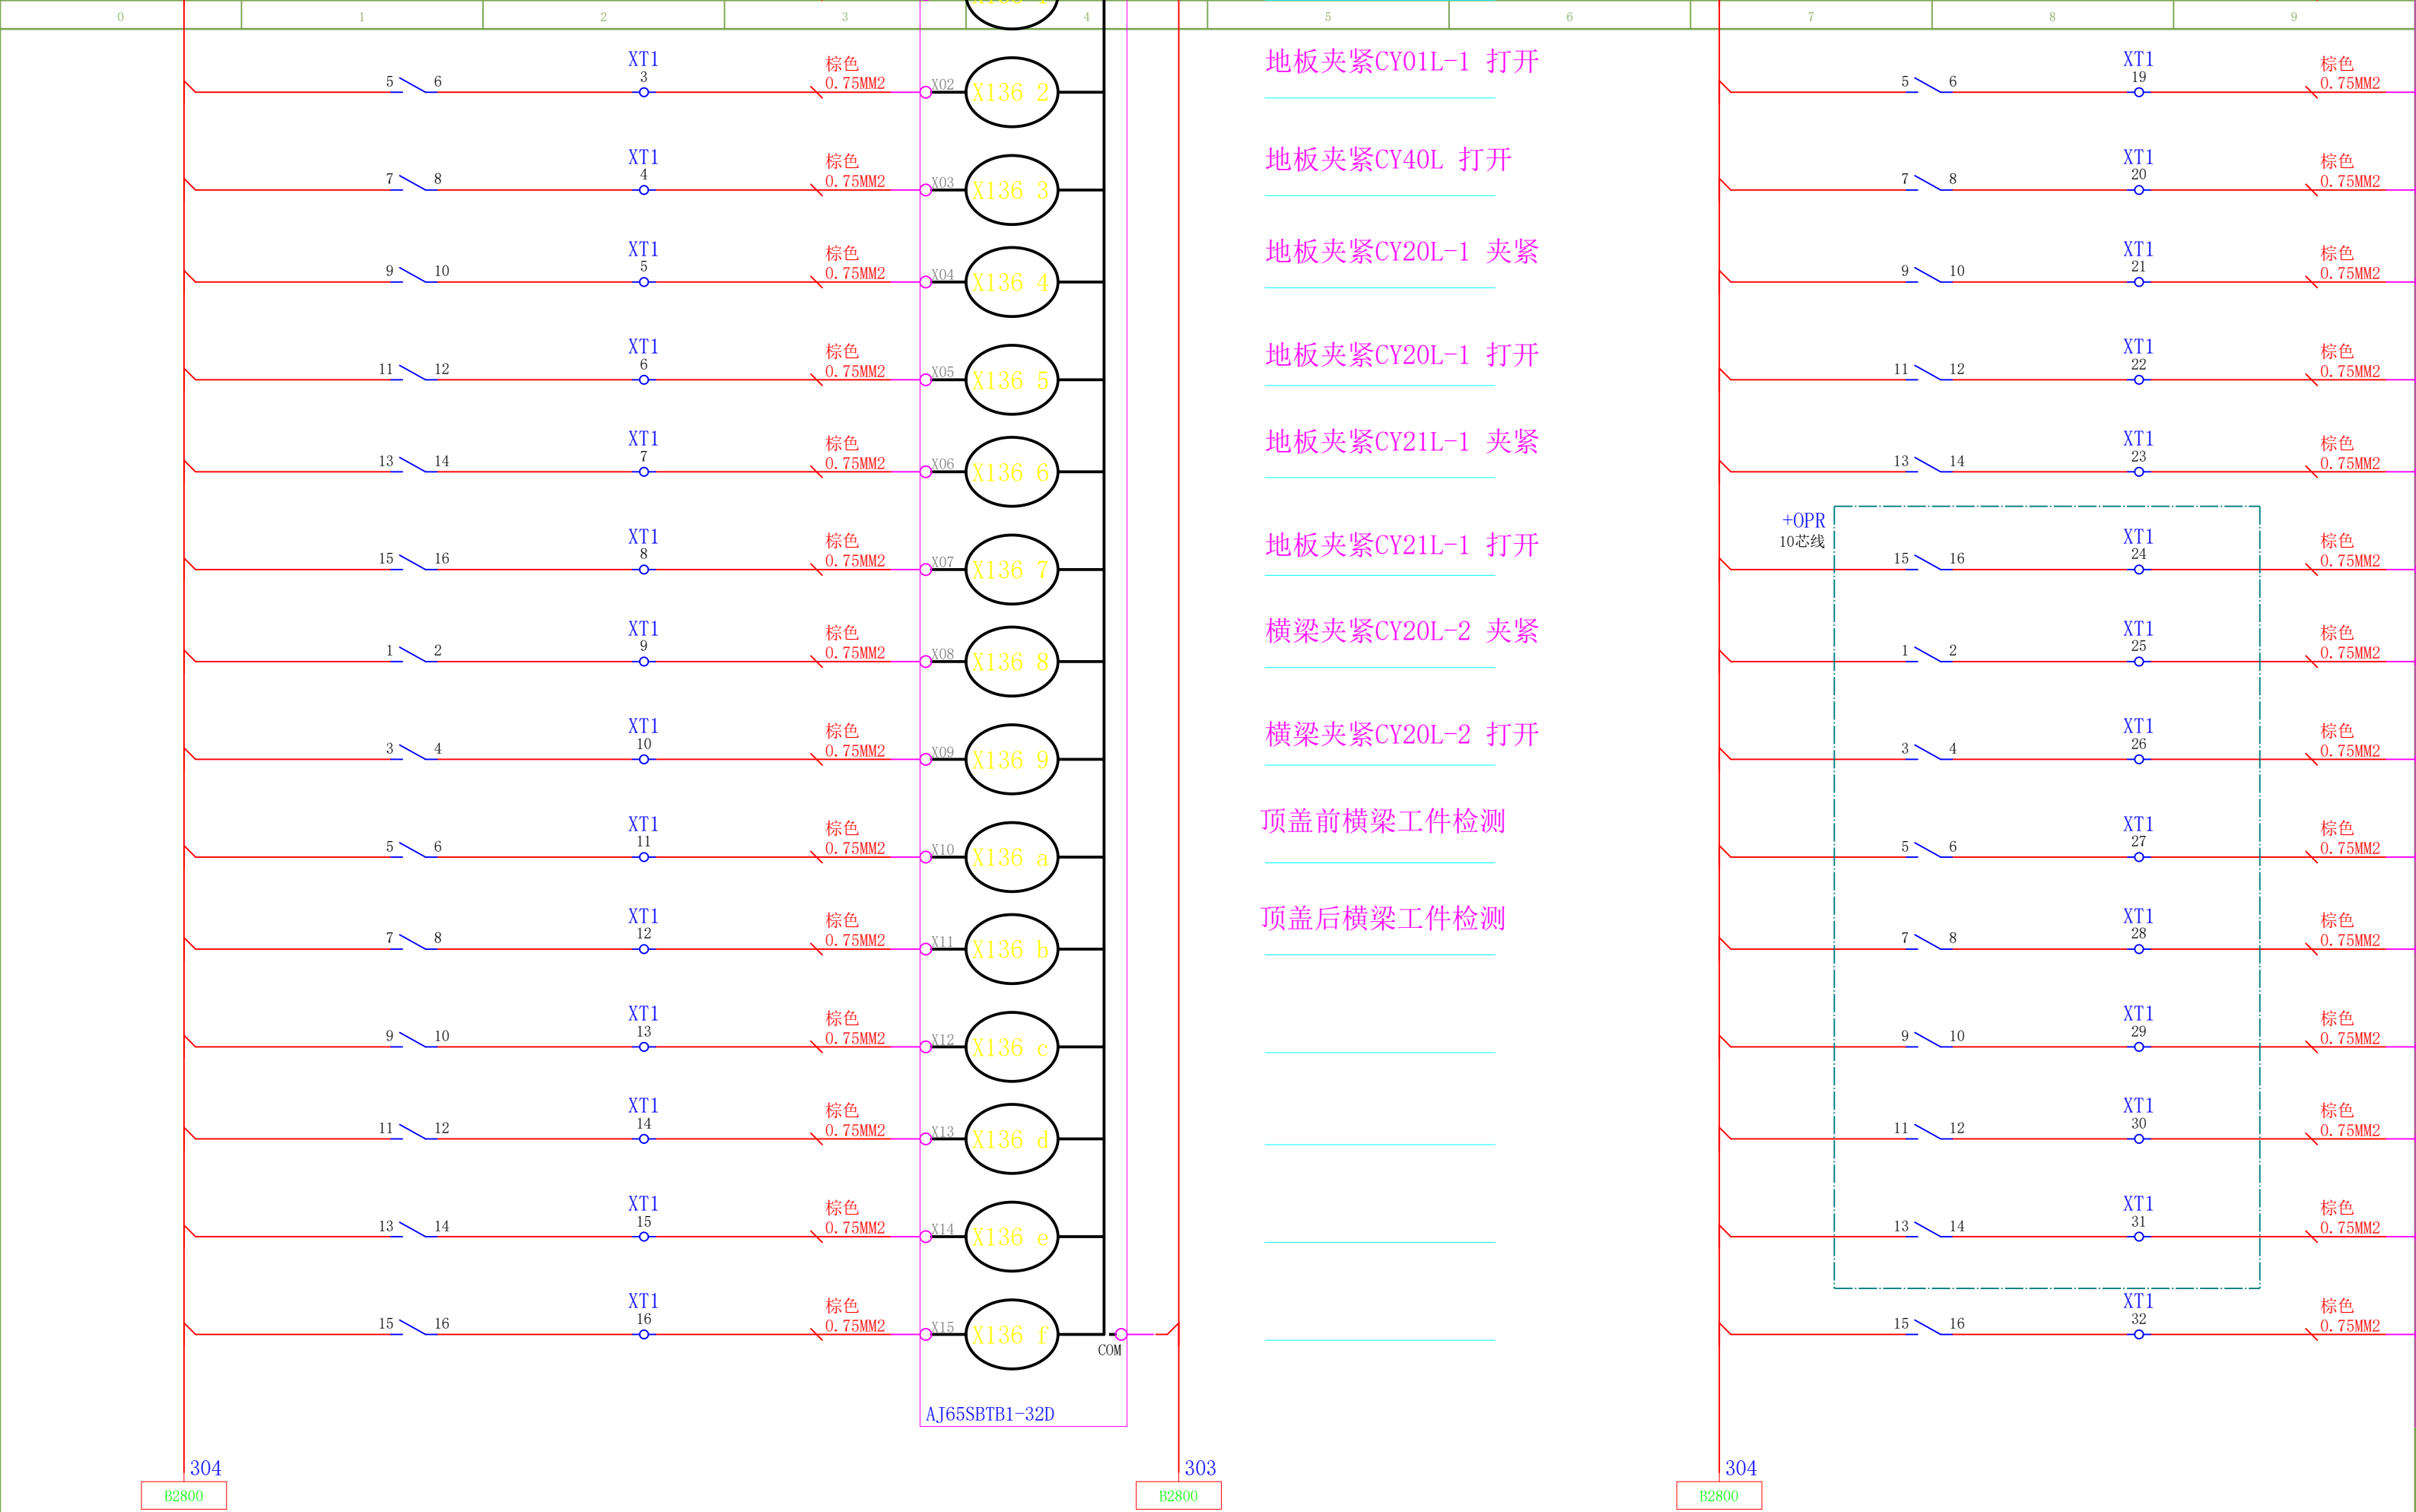 0 1 2 3 4 5 6 7 8 9
地板夹紧CY01L-1 打开
XT1 棕色 XT1 棕色
5 6 3 0.75MM2 X02 X136 2 5 6 19 0.75MM2
地板夹紧CY40L 打开
XT1 棕色 XT1 棕色
7 8 4 0.75MM2 X03 X136 3 7 8 20 0.75MM2
地板夹紧CY20L-1 夹紧
XT1 棕色 XT1 棕色
9 10 5 0.75MM2 X04 X136 4 9 10 21 0.75MM2
地板夹紧CY20L-1 打开
XT1 棕色 XT1 棕色
11 12 6 0.75MM2 X05 X136 5 11 12 22 0.75MM2
地板夹紧CY21L-1 夹紧
XT1 棕色 XT1 棕色
13 14 7 0.75MM2 X06 X136 6 13 14 23 0.75MM2
+OPR
10芯线
地板夹紧CY21L-1 打开
XT1 棕色 XT1 棕色
15 16 8 0.75MM2 X07 X136 7 15 16 24 0.75MM2
横梁夹紧CY20L-2 夹紧
XT1 棕色 XT1 棕色
1 2 9 0.75MM2 X08 X136 8 1 2 25 0.75MM2
横梁夹紧CY20L-2 打开
XT1 棕色 XT1 棕色
3 4 10 0.75MM2 X09 X136 9 3 4 26 0.75MM2
顶盖前横梁工件检测
XT1 棕色 XT1 棕色
5 6 11 0.75MM2 X10 X136 a 5 6 27 0.75MM2
顶盖后横梁工件检测
XT1 棕色 XT1 棕色
7 8 12 0.75MM2 X11 X136 b 7 8 28 0.75MM2
XT1 棕色 XT1 棕色
9 10 13 0.75MM2 X12 X136 c 9 10 29 0.75MM2
XT1 棕色 XT1 棕色
11 12 14 0.75MM2 X13 X136 d 11 12 30 0.75MM2
XT1 棕色 XT1 棕色
13 14 15 0.75MM2 X14 X136 e 13 14 31 0.75MM2
XT1 棕色 XT1 棕色
15 16 16 0.75MM2 X15 X136 f 15 16 32 0.75MM2
COM
AJ65SBTB1-32D
304 303 304
B2800 B2800 B2800